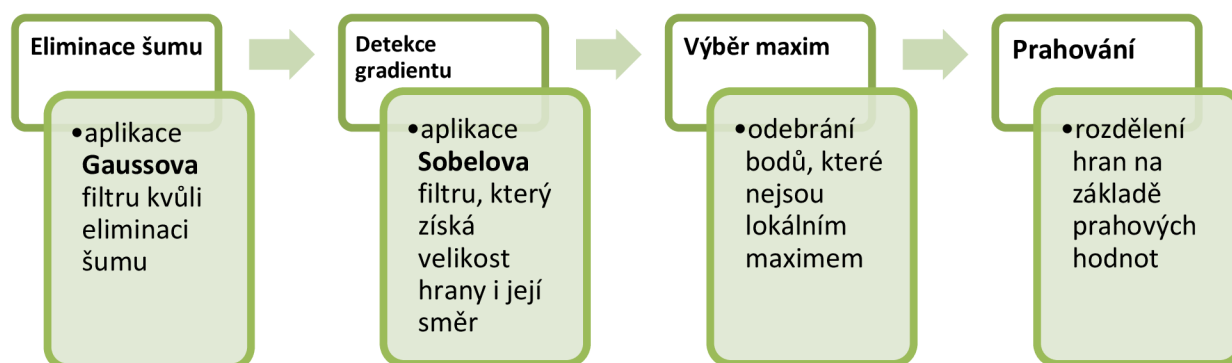 Eliminace šumu
•aplikace
Gaussova
filtru kvůli
eliminaci
šumu
Detekce
gradientu
•aplikace
Sobelova
filtru, který
získá
velikost
hrany i její
směr
Výběr maxim
•odebrání
bodů, které
nejsou
lokálním
maximem
Prahování
•rozdělení
hran na
základě
prahových
hodnot